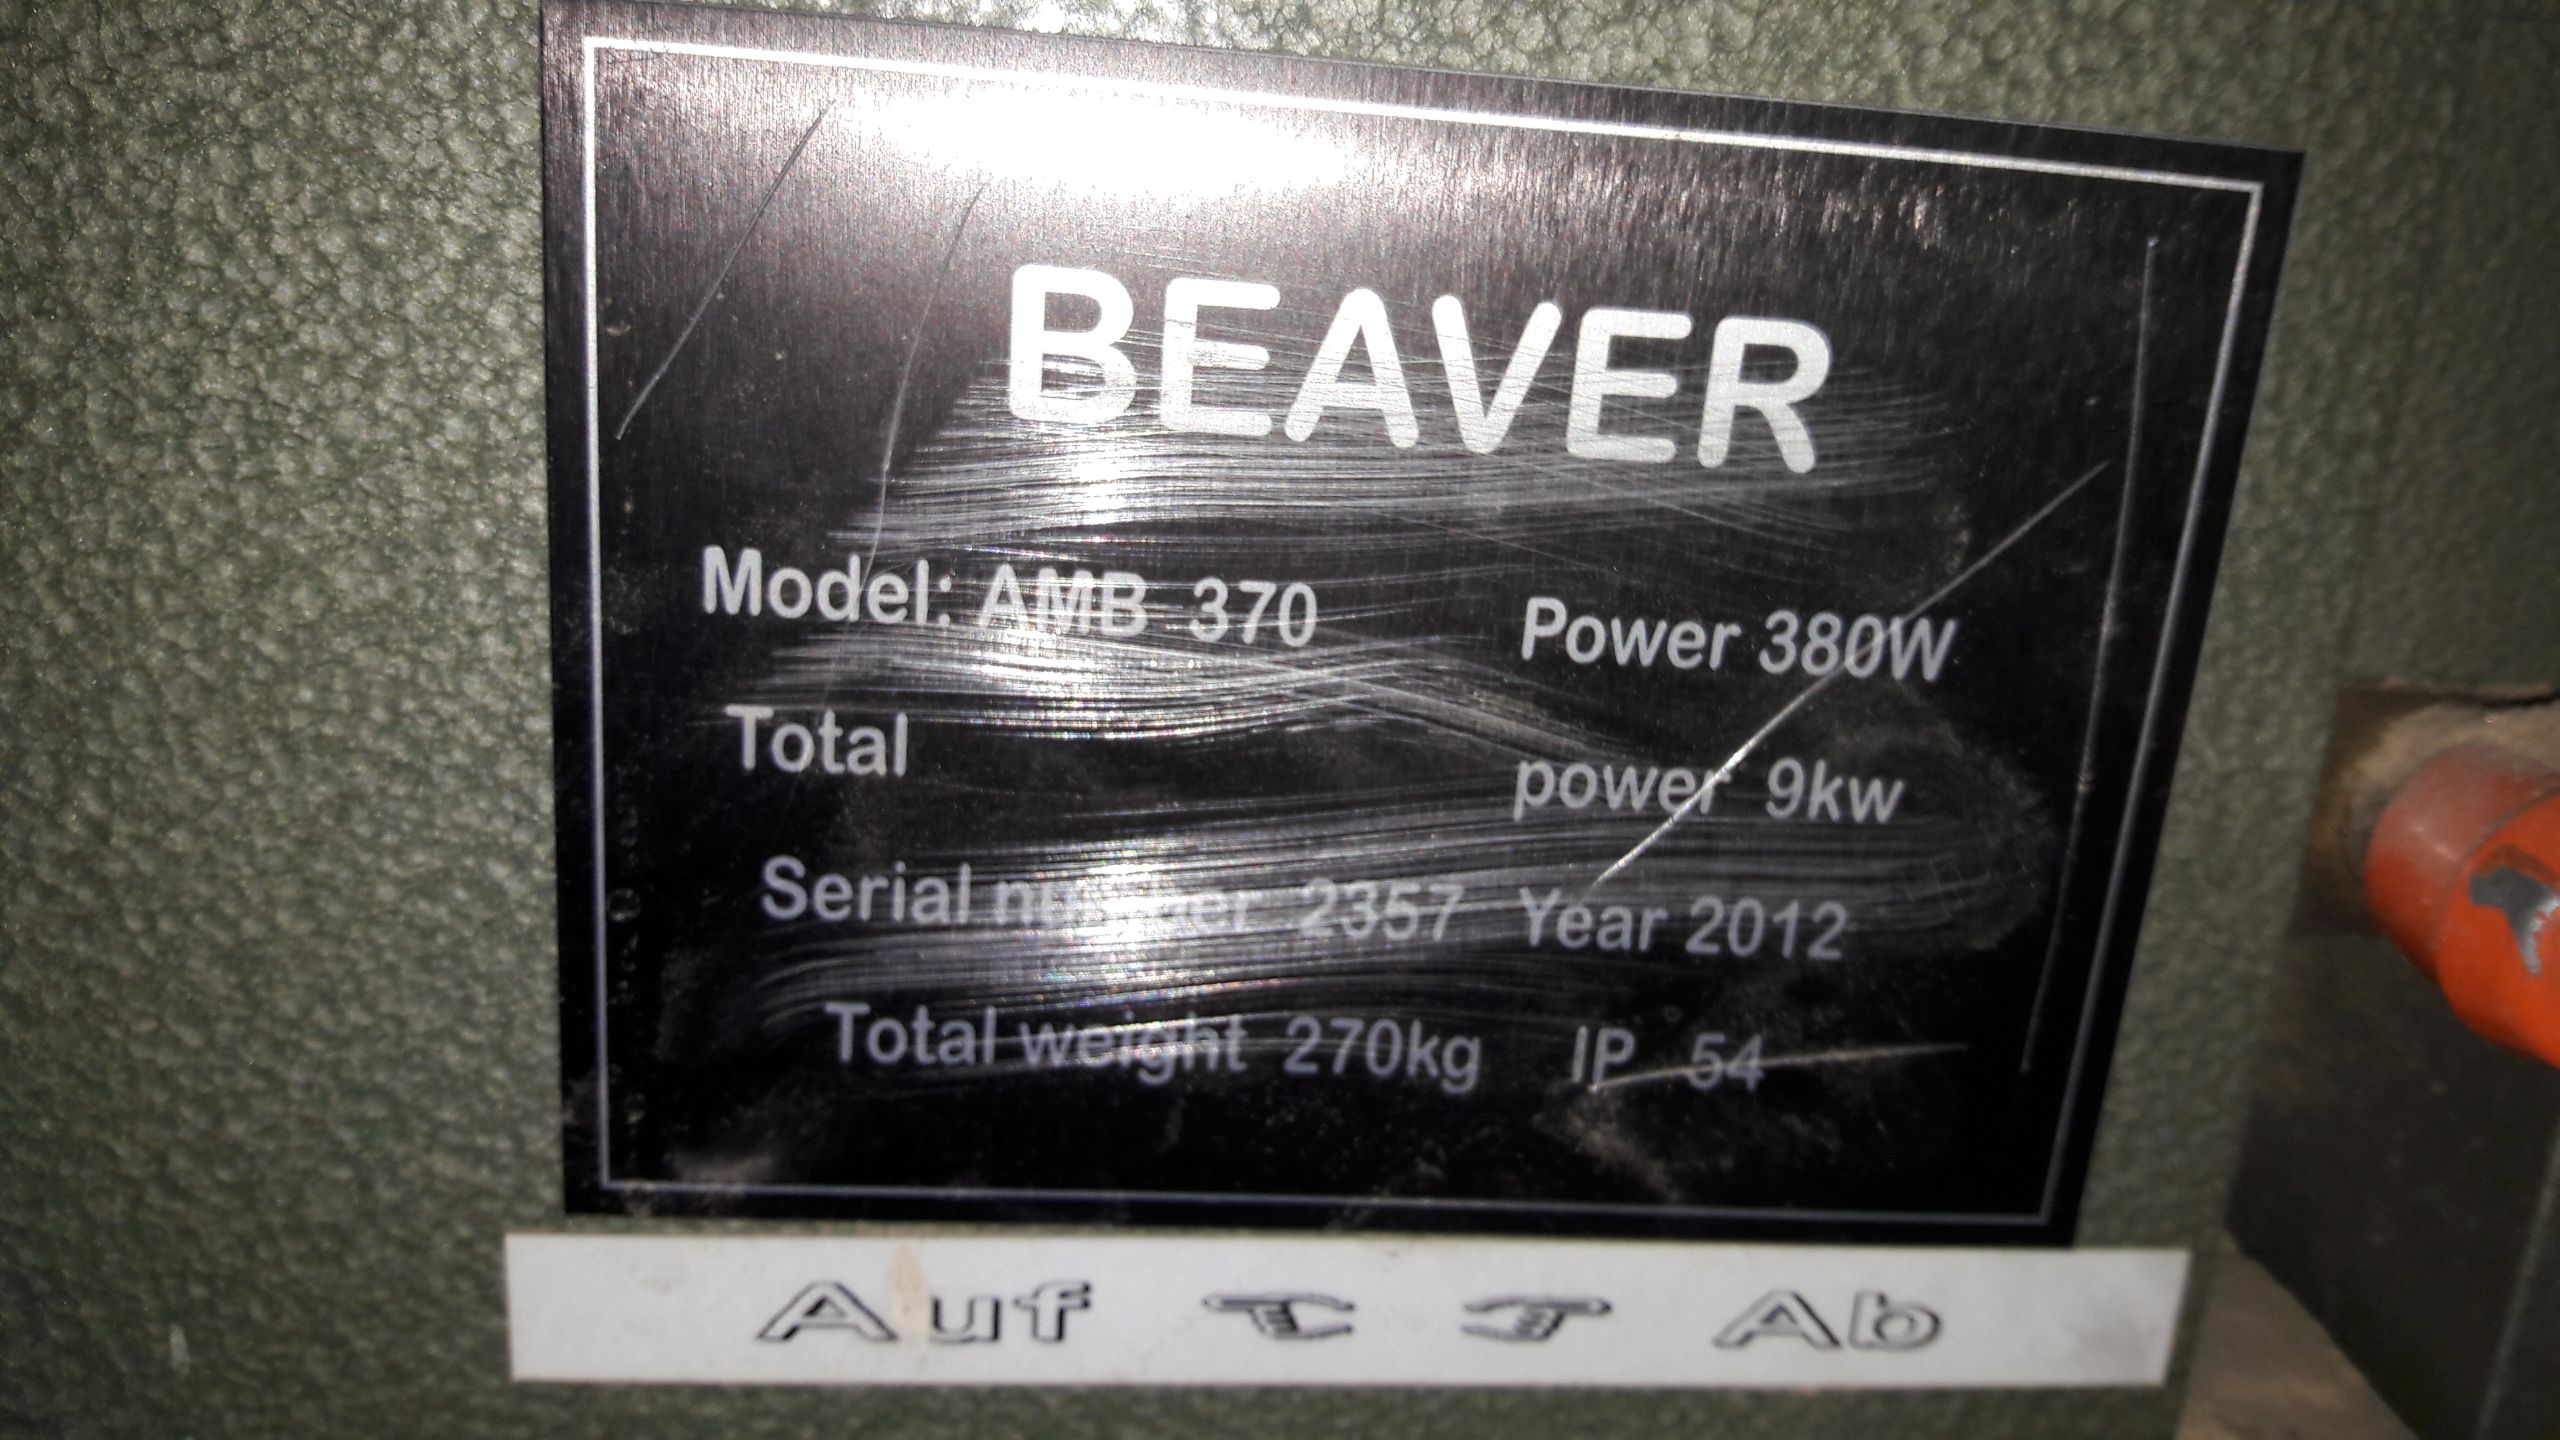 BEAVER
Model: AMB 370 Power 380W
Total power 9kw
Serial number 2357 Year 2012
Total weight 270kg IP 54
Auf Ab